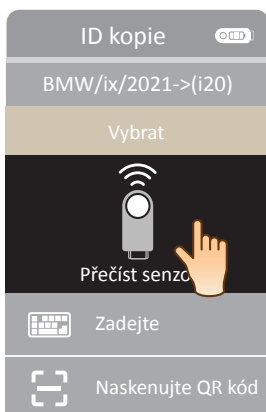 ID kopie
BMW/ix/2021->(i20)
Vybrat
Přečíst senzo
Zadejte
Naskenujte QR kód